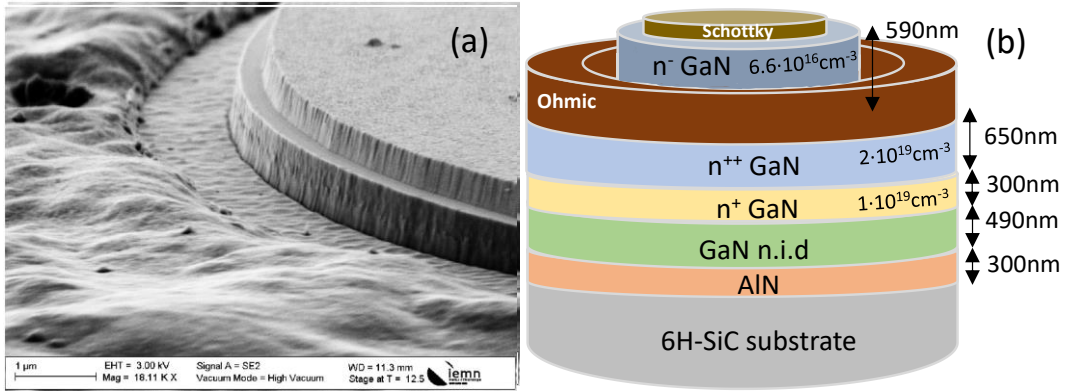 (a)
1 µm
EHT = 3.00 kV
Mag = 18.11 K X
Signal A = SE2
Vacuum Mode = High Vacuum
WD = 11.3 mm
Stage at T = 12.5
iemn
(b)
Schottky
590nm
n⁻ GaN 6.6·10¹⁶cm⁻³
Ohmic
650nm
n⁺⁺ GaN 2·10¹⁹cm⁻³
300nm
n⁺ GaN 1·10¹⁹cm⁻³
490nm
GaN n.i.d
300nm
AlN
6H-SiC substrate